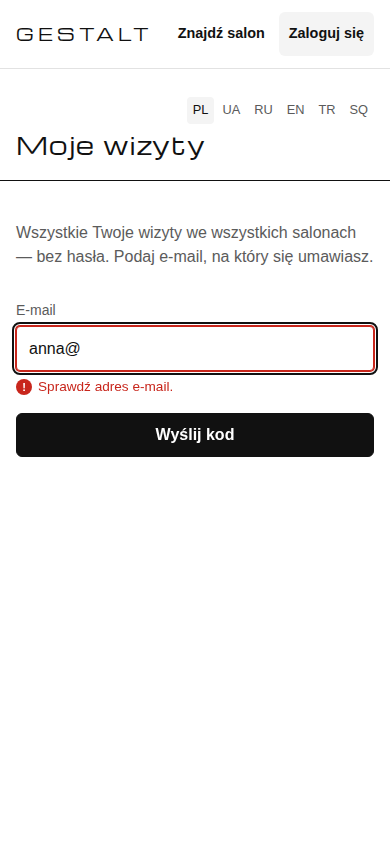 GESTALT Znajdź salon Zaloguj się
PL UA RU EN TR SQ
Moje wizyty
Wszystkie Twoje wizyty we wszystkich salonach
— bez hasła. Podaj e-mail, na który się umawiasz.
E-mail
anna@
! Sprawdź adres e-mail.
Wyślij kod